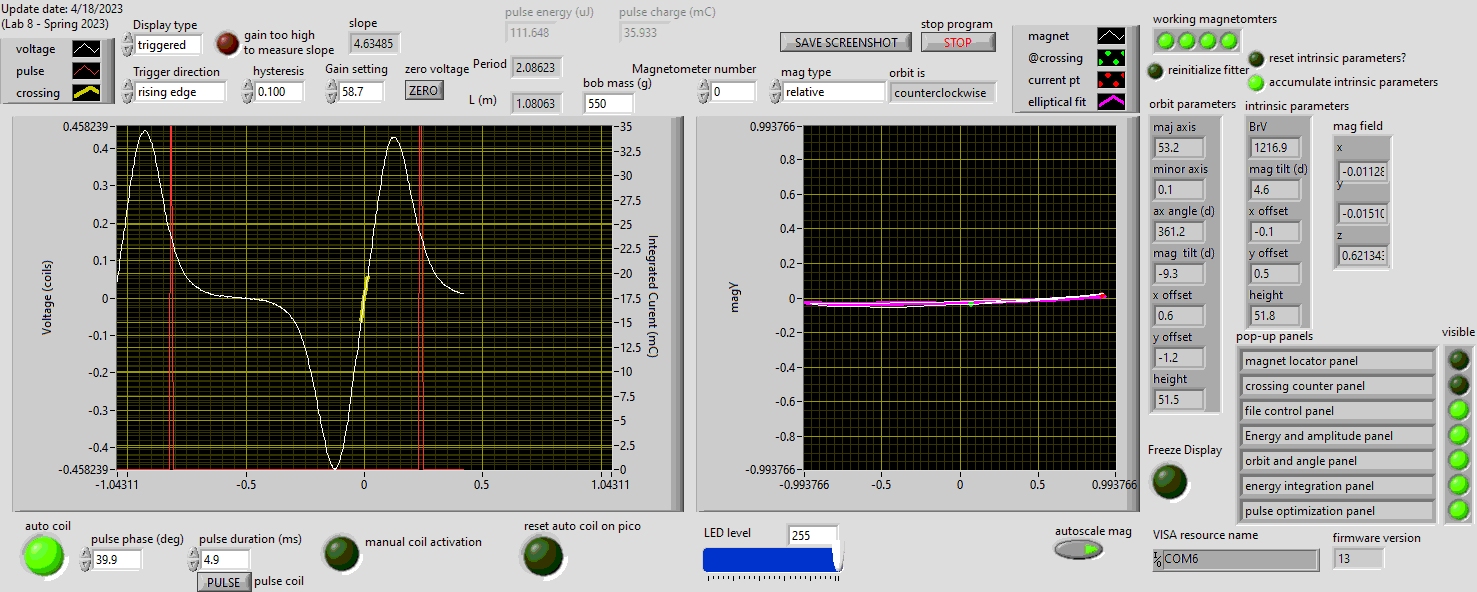 Update date: 4/18/2023
(Lab 8 - Spring 2023)
voltage
pulse
crossing
Display type
triggered
gain too high
to measure slope
slope
4.63485
Trigger direction
rising edge
hysteresis
0.100
Gain setting
58.7
zero voltage
ZERO
pulse energy (uJ)
111.648
pulse charge (mC)
35.933
Period
2.08623
L (m)
1.08063
bob mass (g)
550
Magnetometer number
0
mag type
relative
orbit is
counterclockwise
SAVE SCREENSHOT
stop program
STOP
magnet
@crossing
current pt
elliptical fit
working magnetomters
reinitialize fitter
reset intrinsic parameters?
accumulate intrinsic parameters
orbit parameters
maj axis
53.2
minor axis
0.1
ax angle (d)
361.2
mag tilt (d)
-9.3
x offset
0.6
y offset
-1.2
height
51.5
intrinsic parameters
BrV
1216.9
mag tilt (d)
4.6
x offset
-0.1
y offset
0.5
height
51.8
mag field
x
-0.01128
y
-0.01510
z
0.621343
Voltage (coils)
0.458239
0.4
0.3
0.2
0.1
0
-0.1
-0.2
-0.3
-0.4
-0.458239
-1.04311
-0.5
0
0.5
1.04311
35
32.5
30
27.5
25
22.5
20
17.5
15
12.5
10
7.5
5
2.5
0
Integrated Curent (mC)
magY
0.993766
0.8
0.6
0.4
0.2
0
-0.2
-0.4
-0.6
-0.8
-0.993766
-0.993766
-0.5
0
0.5
0.993766
pop-up panels
visible
magnet locator panel
crossing counter panel
file control panel
Energy and amplitude panel
orbit and angle panel
energy integration panel
pulse optimization panel
Freeze Display
auto coil
pulse phase (deg)
39.9
pulse duration (ms)
4.9
PULSE
pulse coil
manual coil activation
reset auto coil on pico
LED level
255
autoscale mag
VISA resource name
COM6
firmware version
13